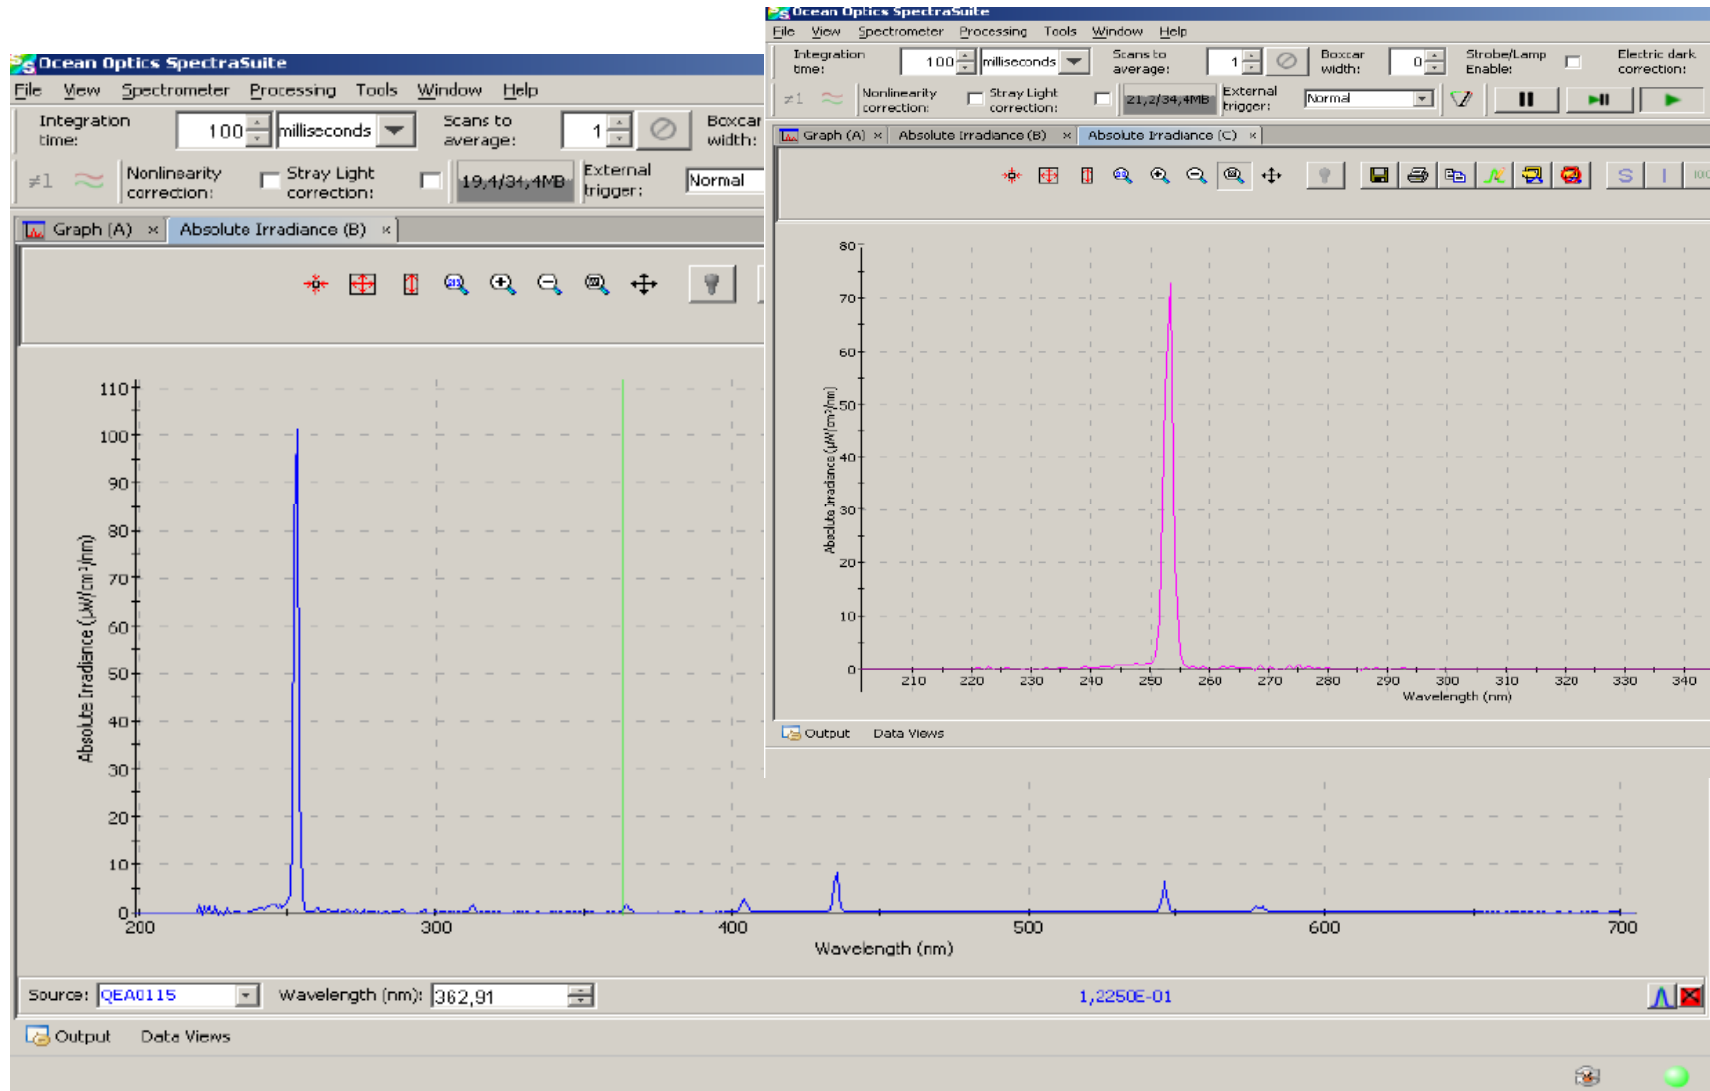 Ocean Optics SpectraSuite
File View Spectrometer Processing Tools Window Help
Integration time: 100 milliseconds Scans to average: 1 Boxcar width:
≠1 Nonlinearity correction: Stray Light correction: 19,4/34,4MB External trigger: Normal
Graph (A) × Absolute Irradiance (B) ×
110
100
90
80
70
60
50
40
30
20
10
0
Absolute Irradiance (µW/cm²/nm)
200 300 400 500 600 700
Wavelength (nm)
Source: QEA0115 Wavelength (nm): 362,91 1,2250E-01
Output Data Views
Ocean Optics SpectraSuite
File View Spectrometer Processing Tools Window Help
Integration time: 100 milliseconds Scans to average: 1 Boxcar width: 0 Strobe/Lamp Enable: Electric dark correction:
≠1 Nonlinearity correction: Stray Light correction: 21,2/34,4MB External trigger: Normal
Graph (A) × Absolute Irradiance (B) × Absolute Irradiance (C) ×
S I
80
70
60
50
40
30
20
10
0
Absolute Irradiance (µW/cm²/nm)
210 220 230 240 250 260 270 280 290 300 310 320 330 340
Wavelength (nm)
Output Data Views